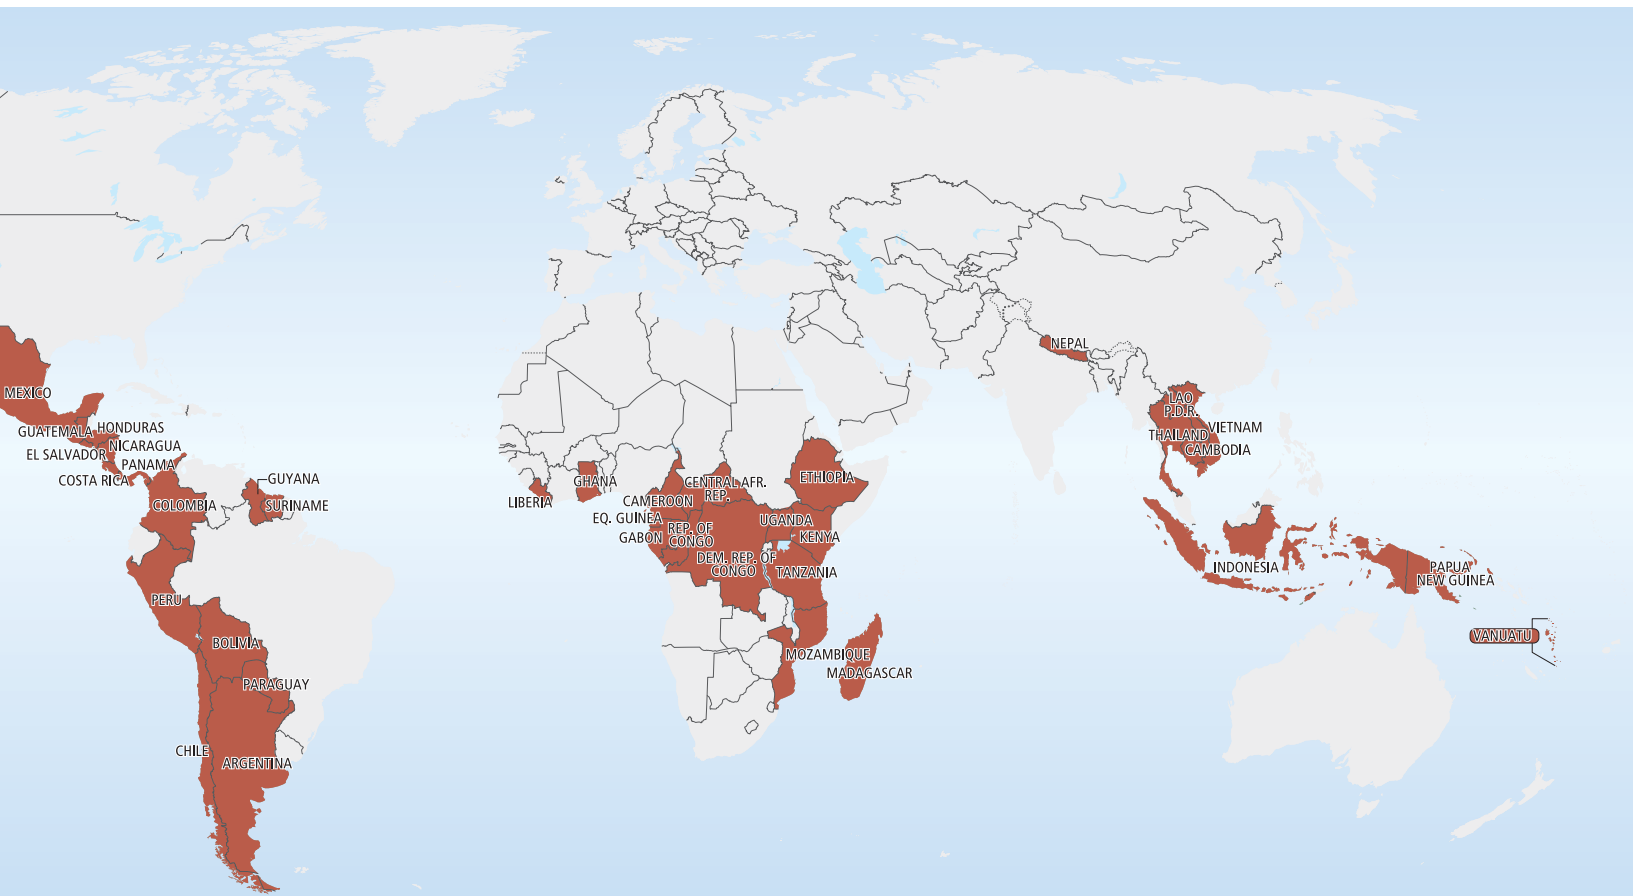 MEXICO
GUATEMALA
HONDURAS
EL SALVADOR
NICARAGUA
COSTA RICA
PANAMA
COLOMBIA
GUYANA
SURINAME
PERU
BOLIVIA
PARAGUAY
CHILE
ARGENTINA
LIBERIA
GHANA
CAMEROON
CENTRAL AFR.
REP.
EQ. GUINEA
GABON
REP. OF
CONGO
DEM. REP. OF
CONGO
ETHIOPIA
UGANDA
KENYA
TANZANIA
MOZAMBIQUE
MADAGASCAR
NEPAL
LAO
P.D.R.
THAILAND
VIETNAM
CAMBODIA
INDONESIA
PAPUA
NEW GUINEA
VANUATU